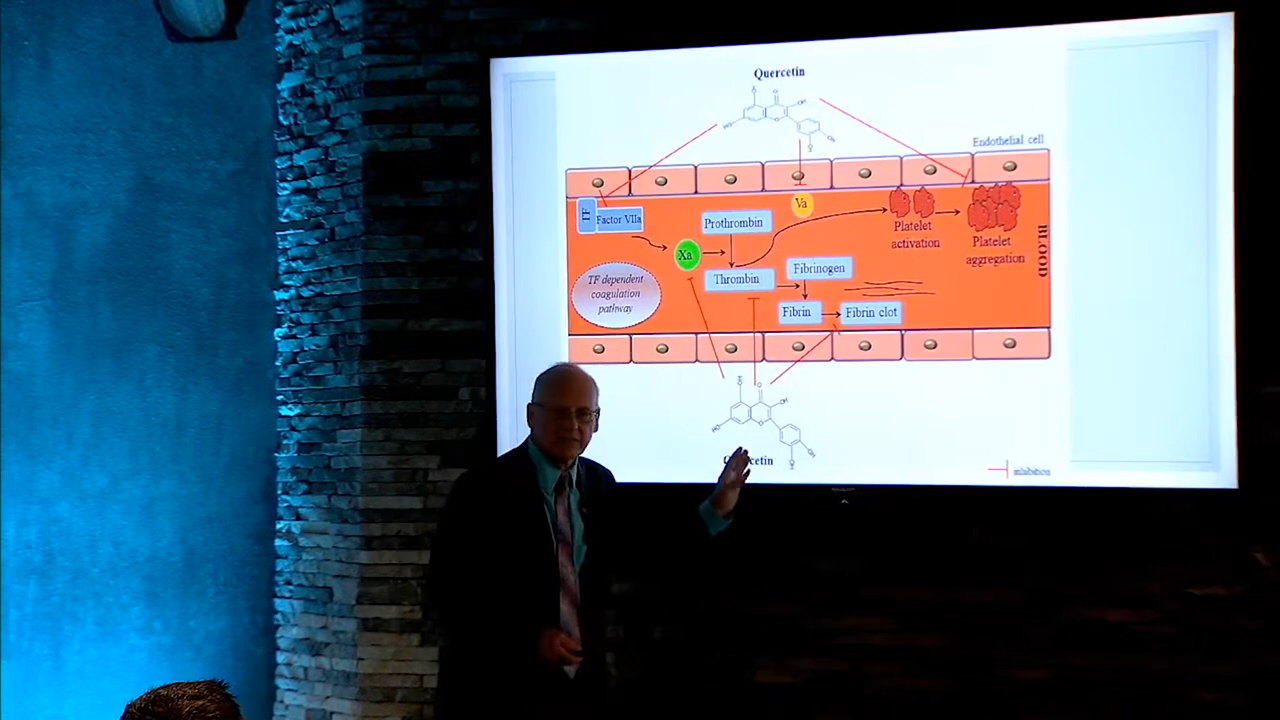 Quercetin
Endothelial cell
TF
Factor VIIa
Va
Prothrombin
Xa
Platelet
activation
Platelet
aggregation
BLOOD
TF dependent
coagulation
pathway
Thrombin
Fibrinogen
Fibrin
Fibrin clot
cetin
inhibition